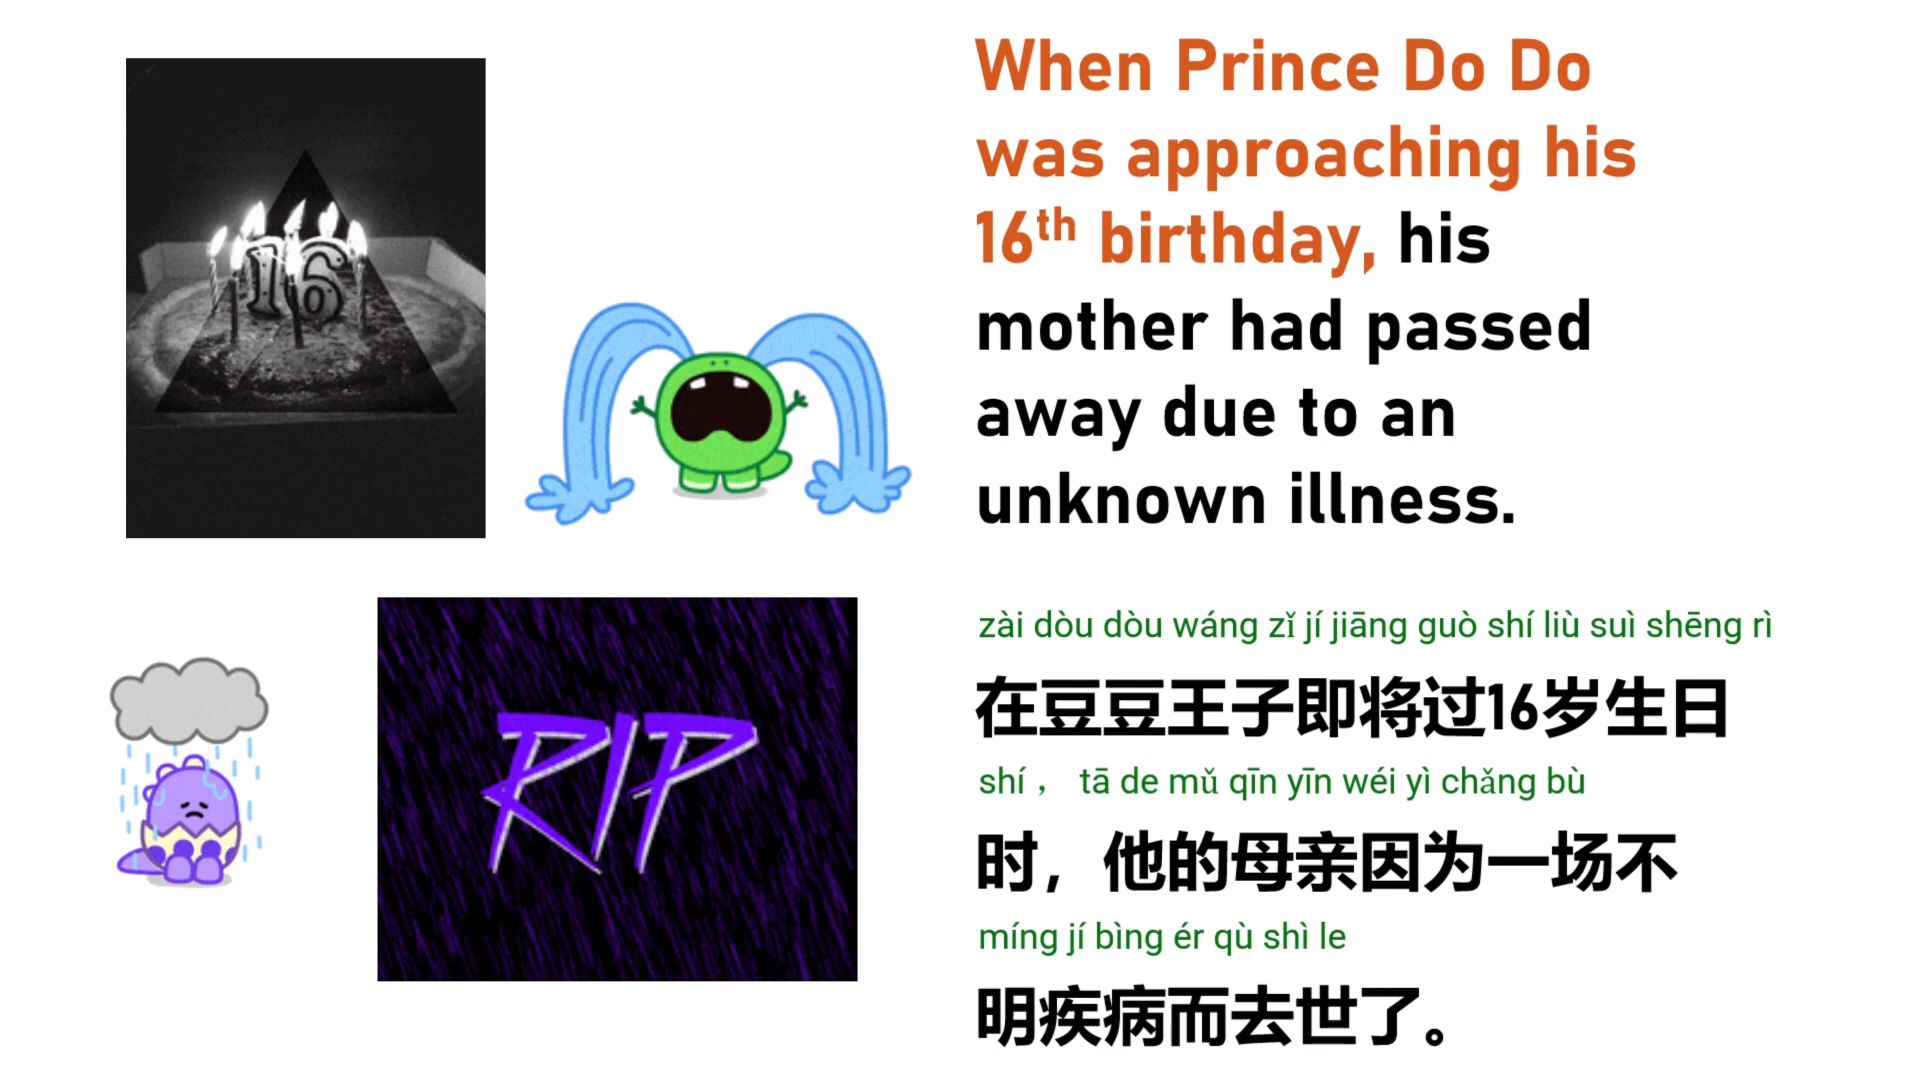 16
RIP
When Prince Do Do
was approaching his
16th birthday, his
mother had passed
away due to an
unknown illness.
zài dòu dòu wáng zǐ jí jiāng guò shí liù suì shēng rì
在豆豆王子即将过16岁生日
shí ， tā de mǔ qīn yīn wéi yì chǎng bù
时，他的母亲因为一场不
míng jí bìng ér qù shì le
明疾病而去世了。